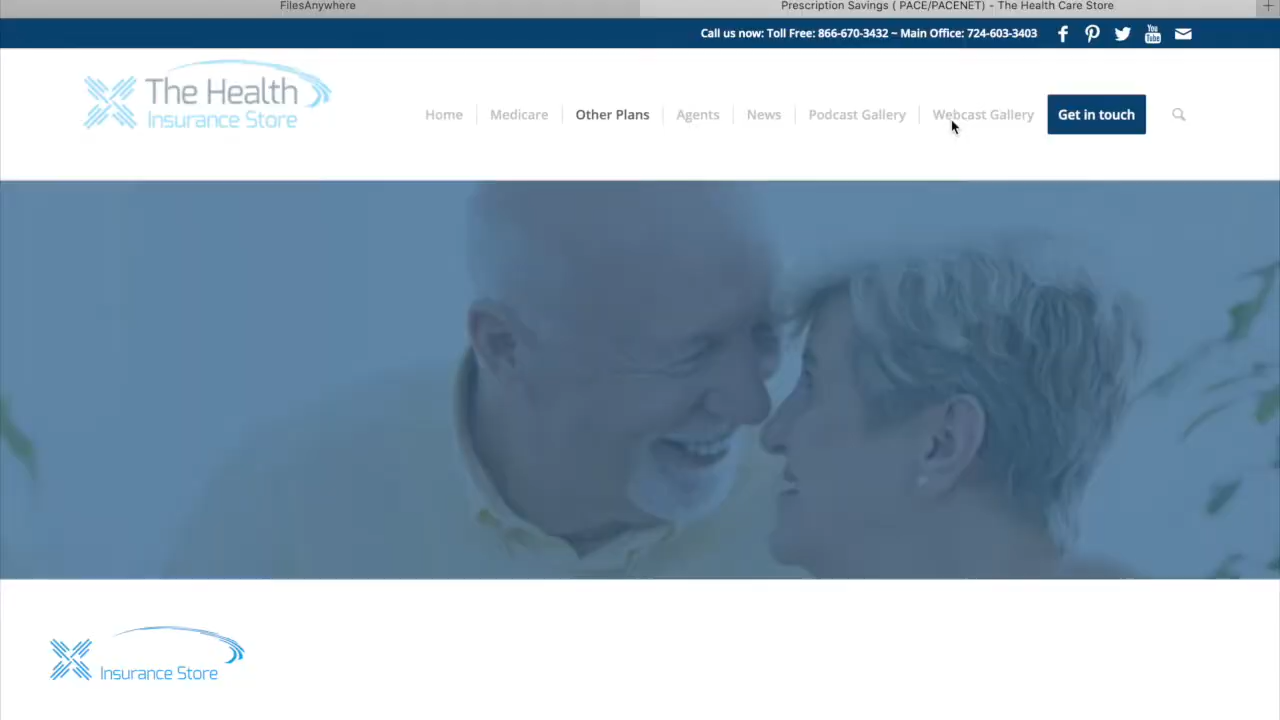 FilesAnywhere
Prescription Savings ( PACE/PACENET) - The Health Care Store
Call us now: Toll Free: 866-670-3432 ~ Main Office: 724-603-3403
You Tube
The Health
Insurance Store
Home
Medicare
Other Plans
Agents
News
Podcast Gallery
Webcast Gallery
Get in touch
Insurance Store